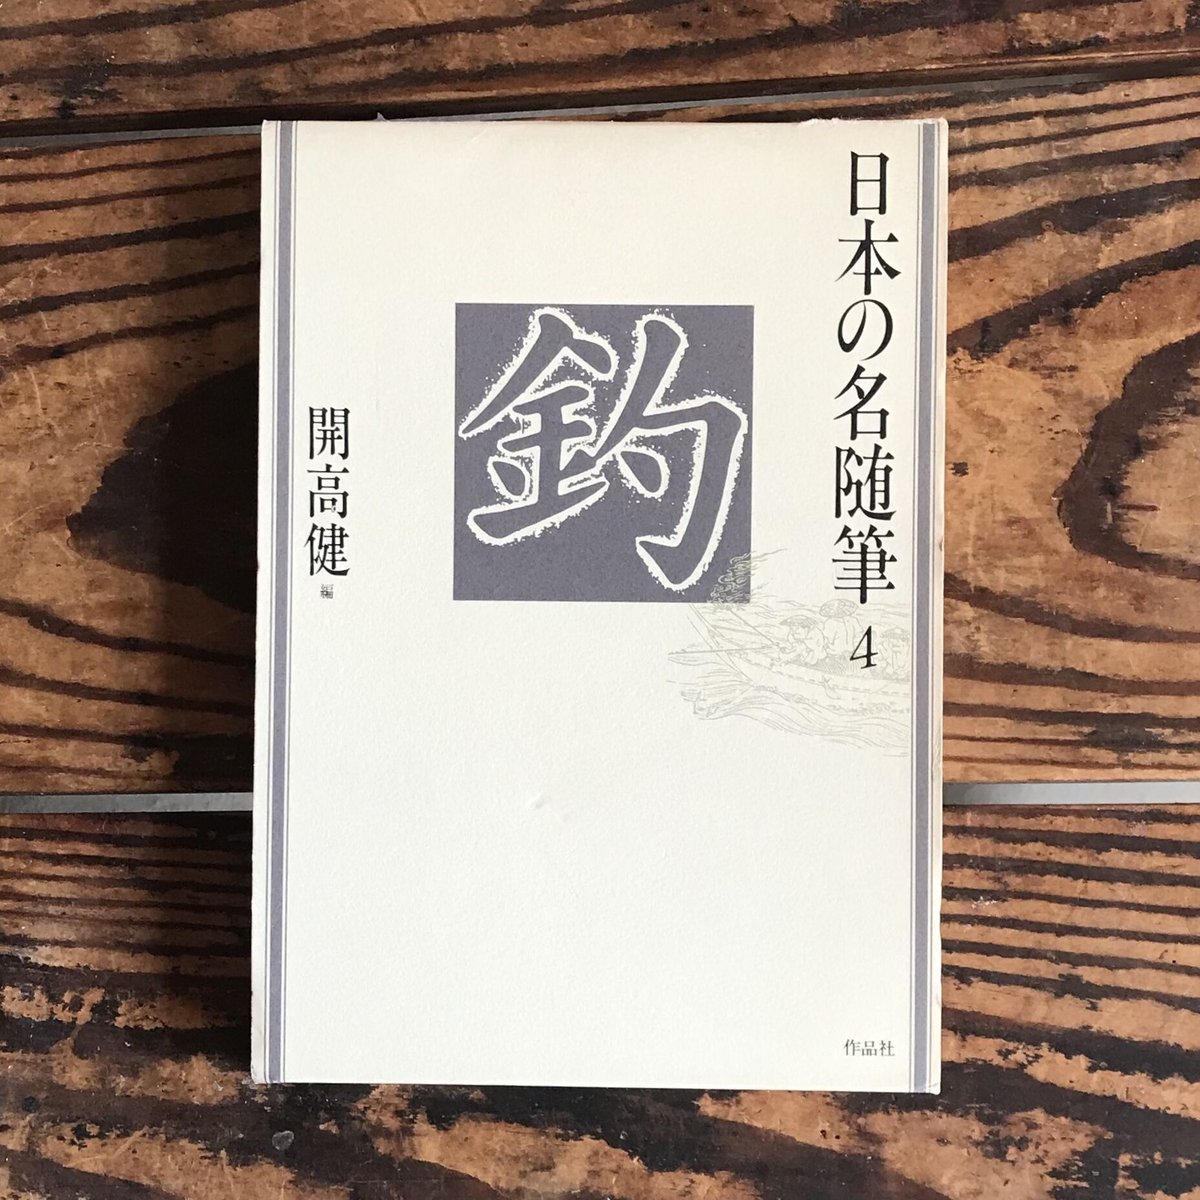 日本の名随筆 4
釣
開高健 編
作品社